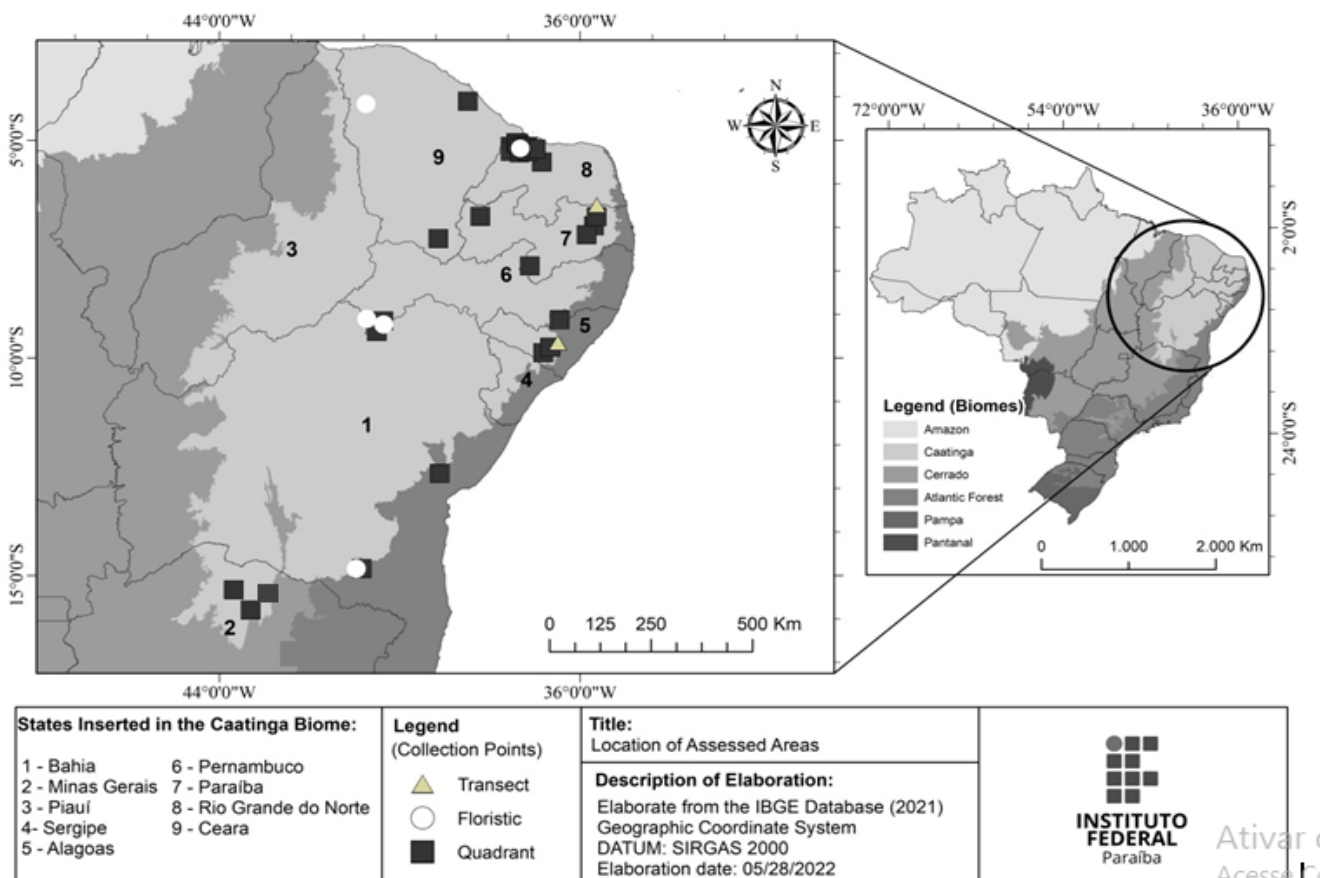 44°0'0"W
36°0'0"W
5°0'0"S
10°0'0"S
15°0'0"S
9
8
7
3
6
5
4
1
2
N
W
E
S
0 125 250 500 Km
44°0'0"W
36°0'0"W
72°0'0"W
54°0'0"W
36°0'0"W
2°0'0"S
24°0'0"S
Legend (Biomes)
Amazon
Caatinga
Cerrado
Atlantic Forest
Pampa
Pantanal
0 1.000 2.000 Km
States Inserted in the Caatinga Biome:
1 - Bahia
2 - Minas Gerais
3 - Piauí
4- Sergipe
5 - Alagoas
6 - Pernambuco
7 - Paraíba
8 - Rio Grande do Norte
9 - Ceara
Legend
(Collection Points)
Transect
Floristic
Quadrant
Title:
Location of Assessed Areas
Description of Elaboration:
Elaborate from the IBGE Database (2021)
Geographic Coordinate System
DATUM: SIRGAS 2000
Elaboration date: 05/28/2022
INSTITUTO
FEDERAL
Paraíba
Ativar
Acesse